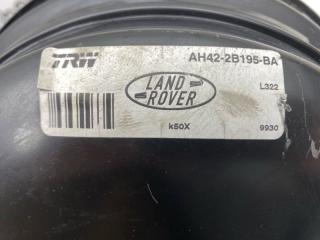 TRW
AH42-2B195-BA
L322
LAND
ROVER
k50X
9930